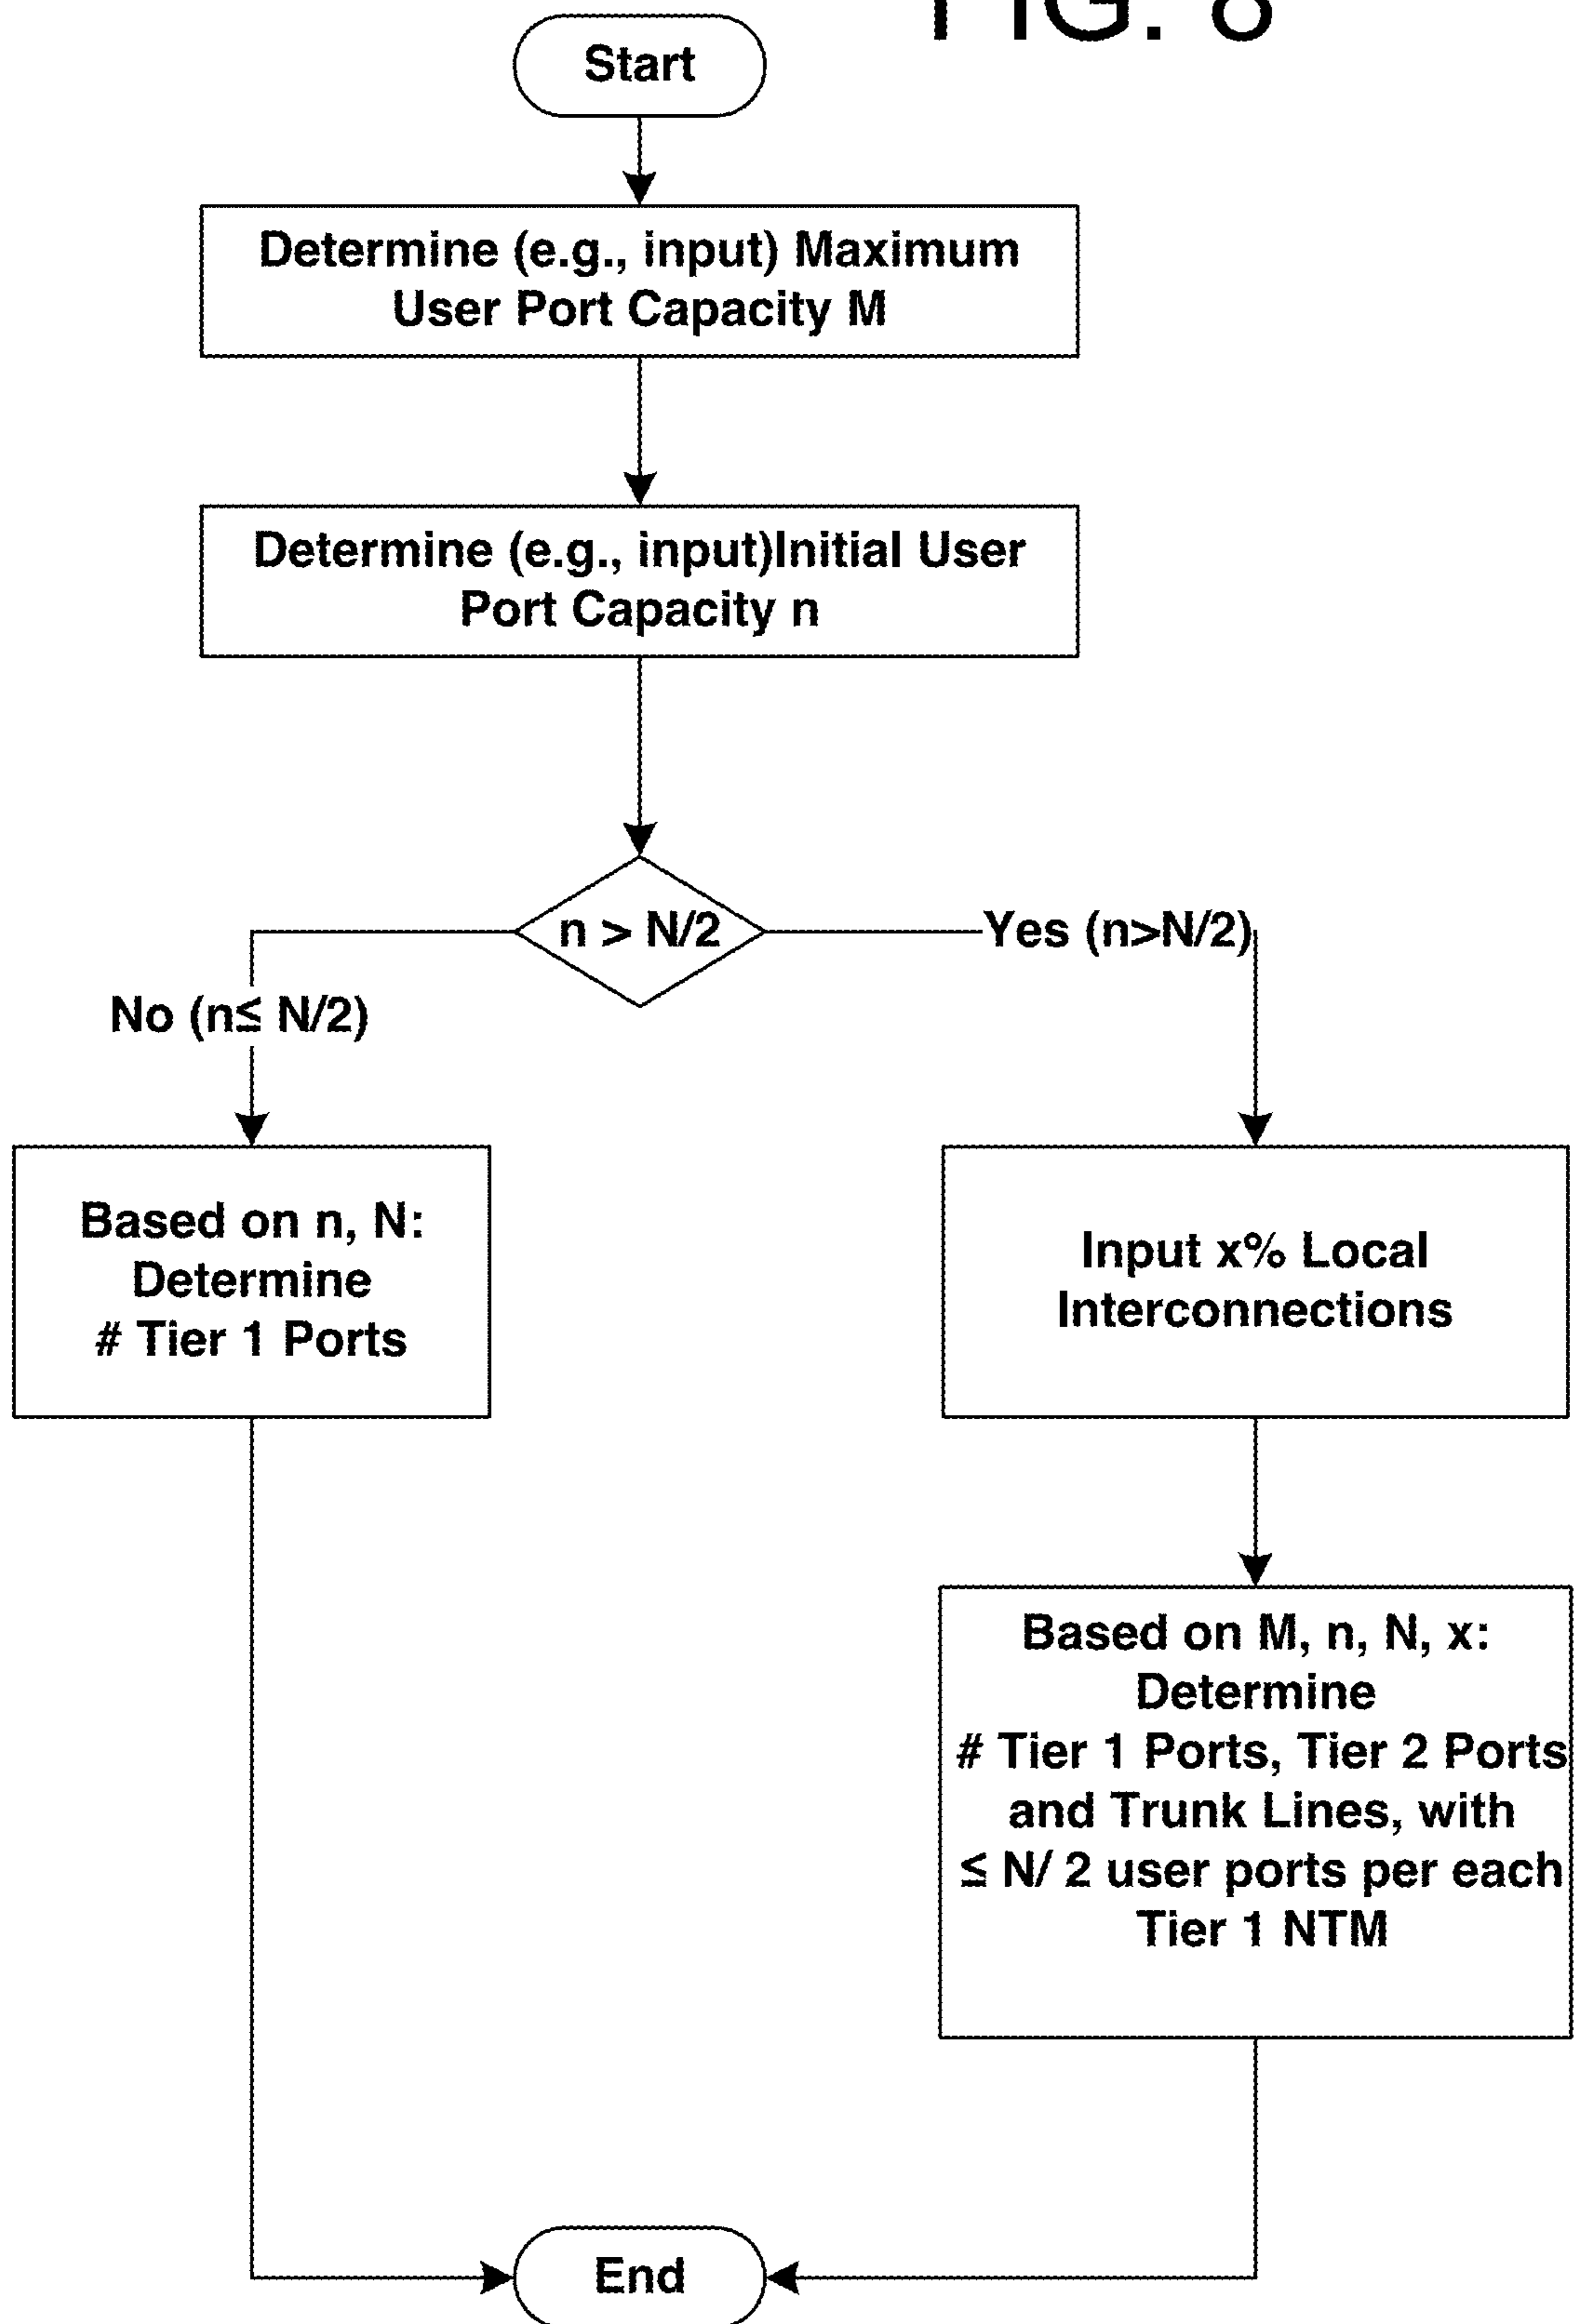 FIG. 8
Start
Determine (e.g., input) Maximum
User Port Capacity M
Determine (e.g., input)Initial User
Port Capacity n
n > N/2
Yes (n>N/2)
No (n≤ N/2)
Based on n, N:
Determine
# Tier 1 Ports
Input x% Local
Interconnections
Based on M, n, N, x:
Determine
# Tier 1 Ports, Tier 2 Ports
and Trunk Lines, with
≤ N/ 2 user ports per each
Tier 1 NTM
End